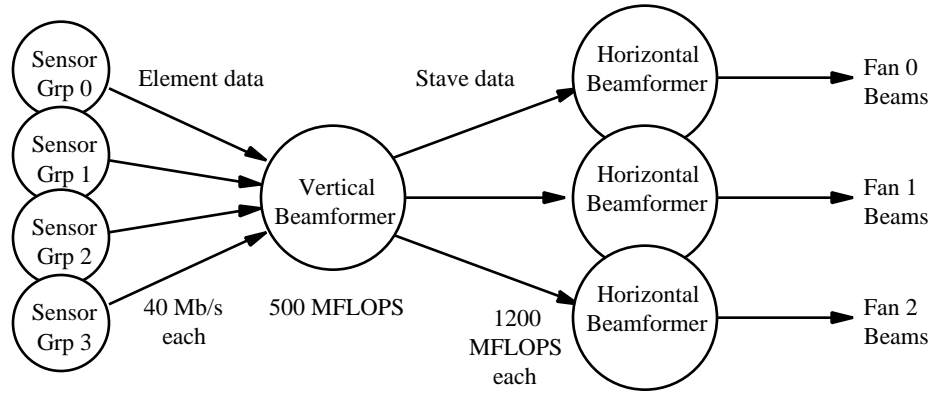 Sensor
Grp 0
Sensor
Grp 1
Sensor
Grp 2
Sensor
Grp 3
Element data
40 Mb/s
each
Vertical
Beamformer
500 MFLOPS
Stave data
1200
MFLOPS
each
Horizontal
Beamformer
Horizontal
Beamformer
Horizontal
Beamformer
Fan 0
Beams
Fan 1
Beams
Fan 2
Beams